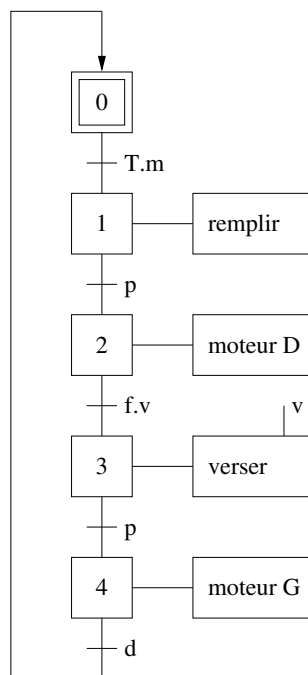 0
T.m
1 remplir
p
2 moteur D
f.v
v
3 verser
p
4 moteur G
d